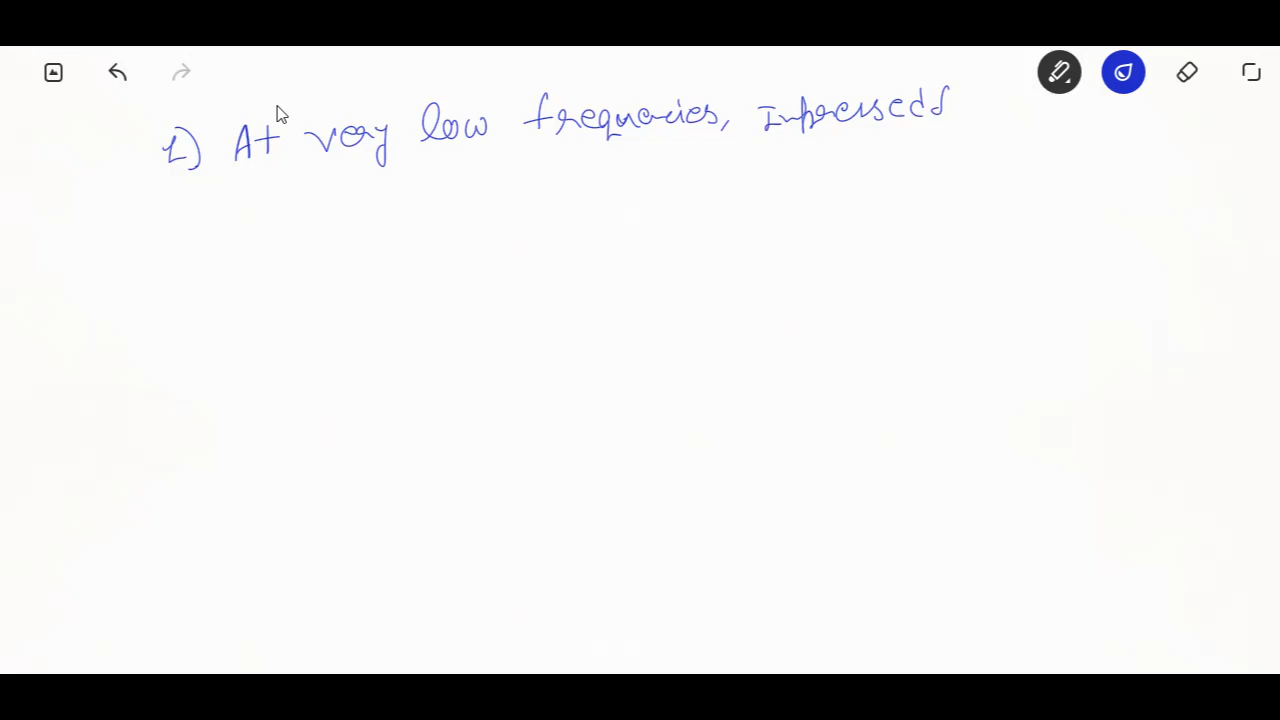 1) At very low frequencies,